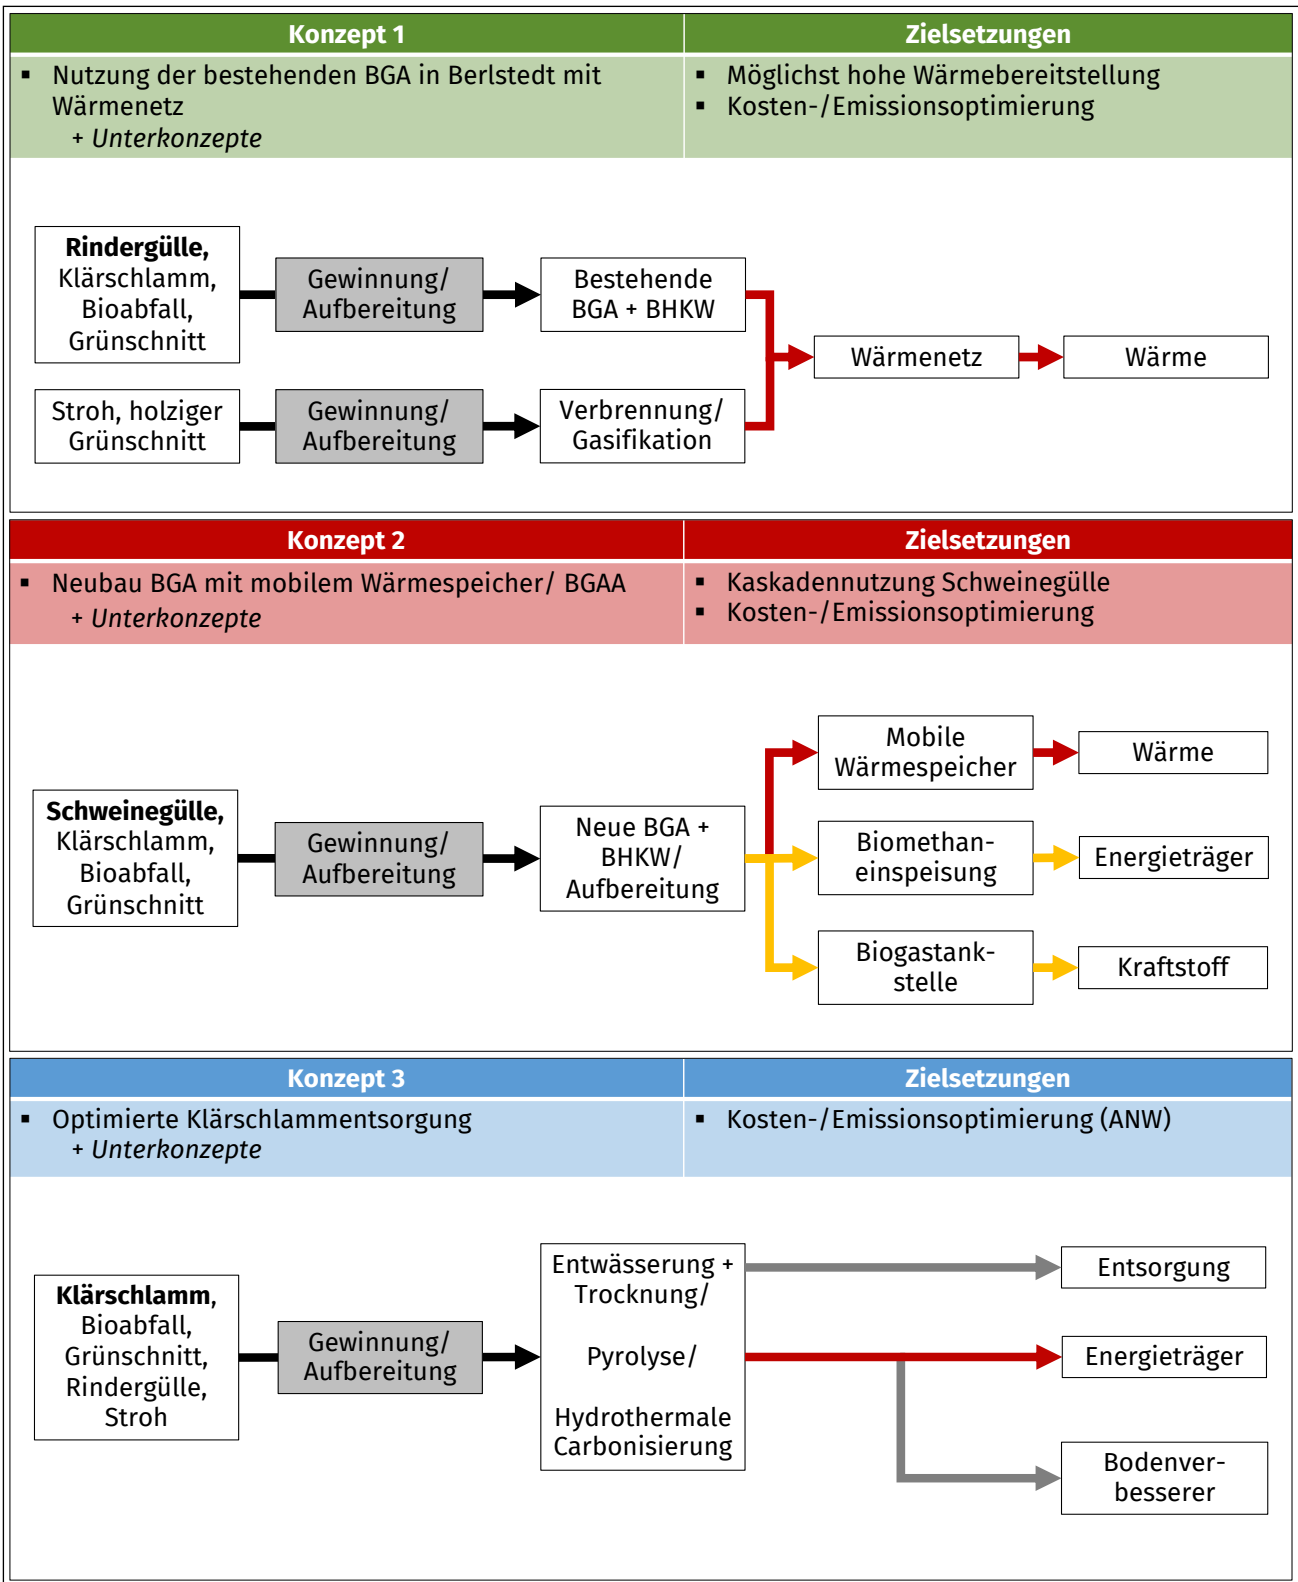 Konzept 1
Zielsetzungen
▪ Nutzung der bestehenden BGA in Berlstedt mit
Wärmenetz
+ Unterkonzepte
▪ Möglichst hohe Wärmebereitstellung
▪ Kosten-/Emissionsoptimierung
Rindergülle,
Klärschlamm,
Bioabfall,
Grünschnitt
Gewinnung/
Aufbereitung
Bestehende
BGA + BHKW
Wärmenetz
Wärme
Stroh, holziger
Grünschnitt
Gewinnung/
Aufbereitung
Verbrennung/
Gasifikation
Konzept 2
Zielsetzungen
▪ Neubau BGA mit mobilem Wärmespeicher/ BGAA
+ Unterkonzepte
▪ Kaskadennutzung Schweinegülle
▪ Kosten-/Emissionsoptimierung
Schweinegülle,
Klärschlamm,
Bioabfall,
Grünschnitt
Gewinnung/
Aufbereitung
Neue BGA +
BHKW/
Aufbereitung
Mobile
Wärmespeicher
Wärme
Biomethan-
einspeisung
Energieträger
Biogastank-
stelle
Kraftstoff
Konzept 3
Zielsetzungen
▪ Optimierte Klärschlammentsorgung
+ Unterkonzepte
▪ Kosten-/Emissionsoptimierung (ANW)
Klärschlamm,
Bioabfall,
Grünschnitt,
Rindergülle,
Stroh
Gewinnung/
Aufbereitung
Entwässerung +
Trocknung/
Pyrolyse/
Hydrothermale
Carbonisierung
Entsorgung
Energieträger
Bodenver-
besserer